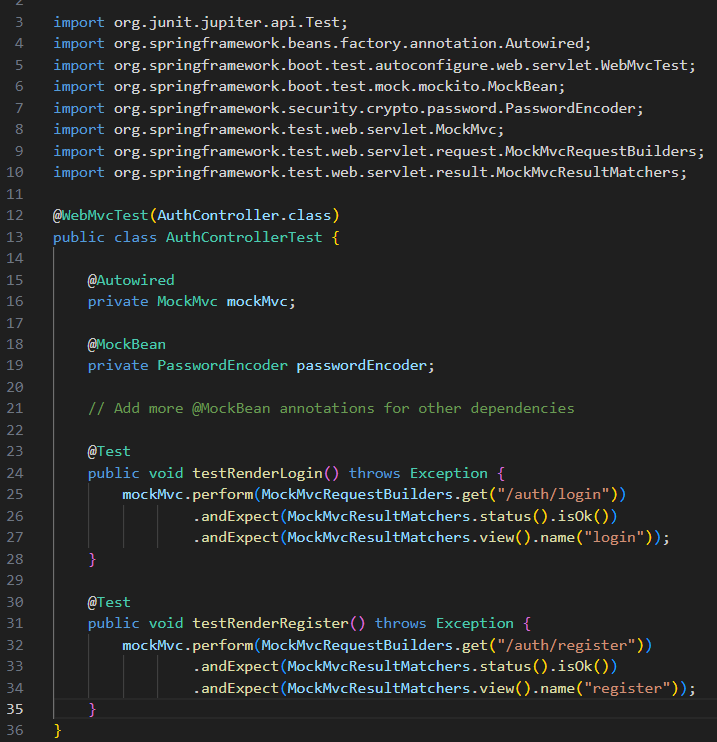 2
3 import org.junit.jupiter.api.Test;
4 import org.springframework.beans.factory.annotation.Autowired;
5 import org.springframework.boot.test.autoconfigure.web.servlet.WebMvcTest;
6 import org.springframework.boot.test.mock.mockito.MockBean;
7 import org.springframework.security.crypto.password.PasswordEncoder;
8 import org.springframework.test.web.servlet.MockMvc;
9 import org.springframework.test.web.servlet.request.MockMvcRequestBuilders;
10 import org.springframework.test.web.servlet.result.MockMvcResultMatchers;
11
12 @WebMvcTest(AuthController.class)
13 public class AuthControllerTest {
14
15     @Autowired
16     private MockMvc mockMvc;
17
18     @MockBean
19     private PasswordEncoder passwordEncoder;
20
21     // Add more @MockBean annotations for other dependencies
22
23     @Test
24     public void testRenderLogin() throws Exception {
25         mockMvc.perform(MockMvcRequestBuilders.get("/auth/login"))
26                 .andExpect(MockMvcResultMatchers.status().isOk())
27                 .andExpect(MockMvcResultMatchers.view().name("login"));
28     }
29
30     @Test
31     public void testRenderRegister() throws Exception {
32         mockMvc.perform(MockMvcRequestBuilders.get("/auth/register"))
33                 .andExpect(MockMvcResultMatchers.status().isOk())
34                 .andExpect(MockMvcResultMatchers.view().name("register"));
35     }
36 }